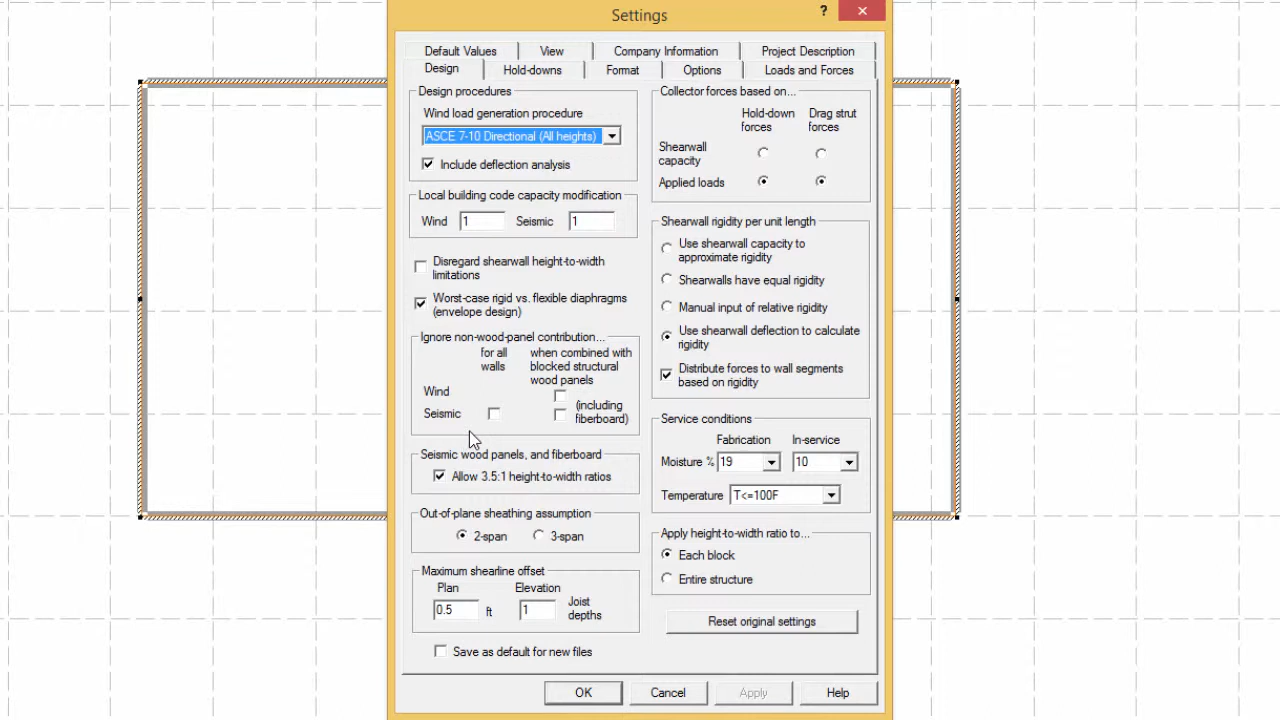 Settings
?
Default Values
View
Company Information
Project Description
Design
Hold-downs
Format
Options
Loads and Forces
Design procedures
Wind load generation procedure
ASCE 7-10 Directional (All heights)
Include deflection analysis
Local building code capacity modification
Wind 1 Seismic 1
Disregard shearwall height-to-width
limitations
Worst-case rigid vs. flexible diaphragms
(envelope design)
Ignore non-wood-panel contribution...
for all
walls
when combined with
blocked structural
wood panels
Wind
Seismic
(including
fiberboard)
Seismic wood panels, and fiberboard
Allow 3.5:1 height-to-width ratios
Out-of-plane sheathing assumption
2-span 3-span
Maximum shearline offset
Plan Elevation
0.5 ft 1 Joist
depths
Save as default for new files
Collector forces based on...
Hold-down
forces
Drag strut
forces
Shearwall
capacity
Applied loads
Shearwall rigidity per unit length
Use shearwall capacity to
approximate rigidity
Shearwalls have equal rigidity
Manual input of relative rigidity
Use shearwall deflection to calculate
rigidity
Distribute forces to wall segments
based on rigidity
Service conditions
Fabrication In-service
Moisture % 19 10
Temperature T<=100F
Apply height-to-width ratio to...
Each block
Entire structure
Reset original settings
OK
Cancel
Apply
Help